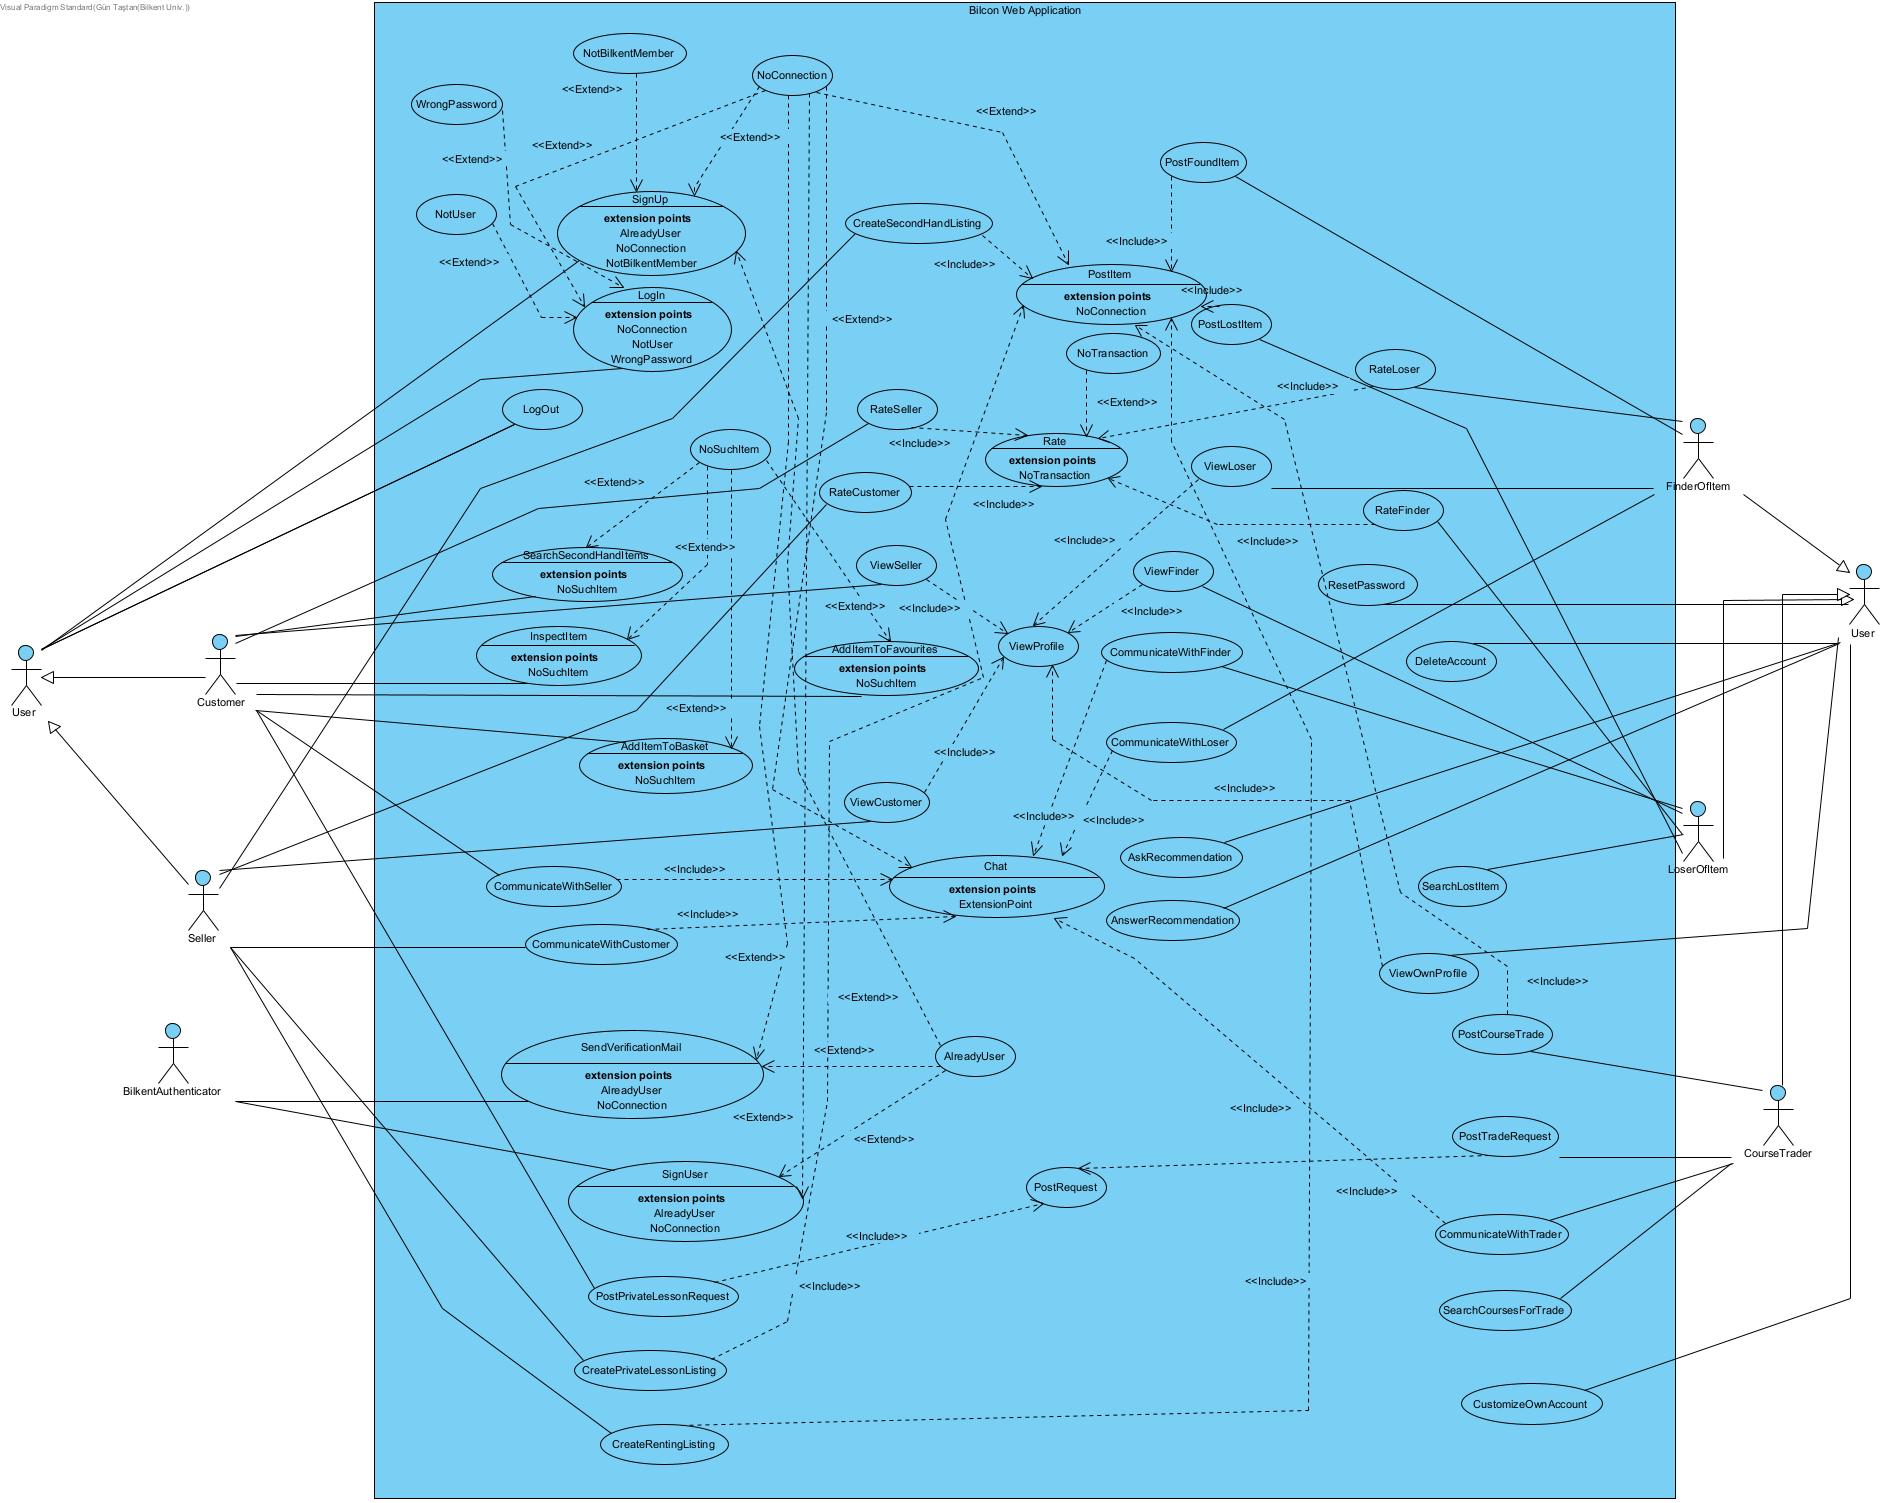 Visual Paradigm Standard(Gün Taştan(Bilkent Univ.))
Bilcon Web Application
NotBilkentMember
NoConnection
<<Extend>>
WrongPassword
<<Extend>>
<<Extend>>
<<Extend>>
<<Extend>>
PostFoundItem
SignUp
extension points
AlreadyUser
NoConnection
NotBilkentMember
NotUser
<<Extend>>
CreateSecondHandListing
<<Include>>
<<Include>>
PostItem
extension points
NoConnection
<<Include>>
PostLostItem
LogIn
extension points
NoConnection
NotUser
WrongPassword
<<Extend>>
NoTransaction
RateLoser
<<Include>>
<<Extend>>
LogOut
RateSeller
<<Include>>
Rate
extension points
NoTransaction
NoSuchItem
<<Extend>>
ViewLoser
FinderOfItem
RateCustomer
<<Include>>
RateFinder
<<Include>>
<<Include>>
<<Extend>>
SearchSecondHandItems
extension points
NoSuchItem
ViewSeller
ViewFinder
ResetPassword
<<Extend>>
<<Include>>
<<Include>>
User
InspectItem
extension points
NoSuchItem
AddItemToFavourites
extension points
NoSuchItem
ViewProfile
CommunicateWithFinder
DeleteAccount
User
Customer
<<Extend>>
AddItemToBasket
extension points
NoSuchItem
<<Include>>
CommunicateWithLoser
<<Include>>
ViewCustomer
<<Include>>
<<Include>>
AskRecommendation
LoserOfItem
Chat
extension points
ExtensionPoint
<<Include>>
CommunicateWithSeller
SearchLostItem
<<Include>>
AnswerRecommendation
Seller
CommunicateWithCustomer
<<Extend>>
ViewOwnProfile
<<Include>>
<<Extend>>
PostCourseTrade
SendVerificationMail
extension points
AlreadyUser
NoConnection
<<Extend>>
AlreadyUser
BilkentAuthenticator
<<Extend>>
<<Include>>
<<Extend>>
PostTradeRequest
CourseTrader
SignUser
extension points
AlreadyUser
NoConnection
PostRequest
<<Include>>
<<Include>>
CommunicateWithTrader
<<Include>>
<<Include>>
PostPrivateLessonRequest
SearchCoursesForTrade
CreatePrivateLessonListing
CustomizeOwnAccount
CreateRentingListing